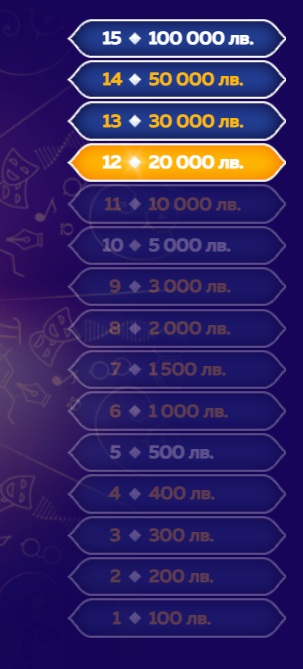 15 ◆ 100 000 лв.
14 ◆ 50 000 лв.
13 ◆ 30 000 лв.
12 ◆ 20 000 лв.
11 ◆ 10 000 лв.
10 ◆ 5 000 лв.
9 ◆ 3 000 лв.
8 ◆ 2 000 лв.
7 ◆ 1 500 лв.
6 ◆ 1 000 лв.
5 ◆ 500 лв.
4 ◆ 400 лв.
3 ◆ 300 лв.
2 ◆ 200 лв.
1 ◆ 100 лв.